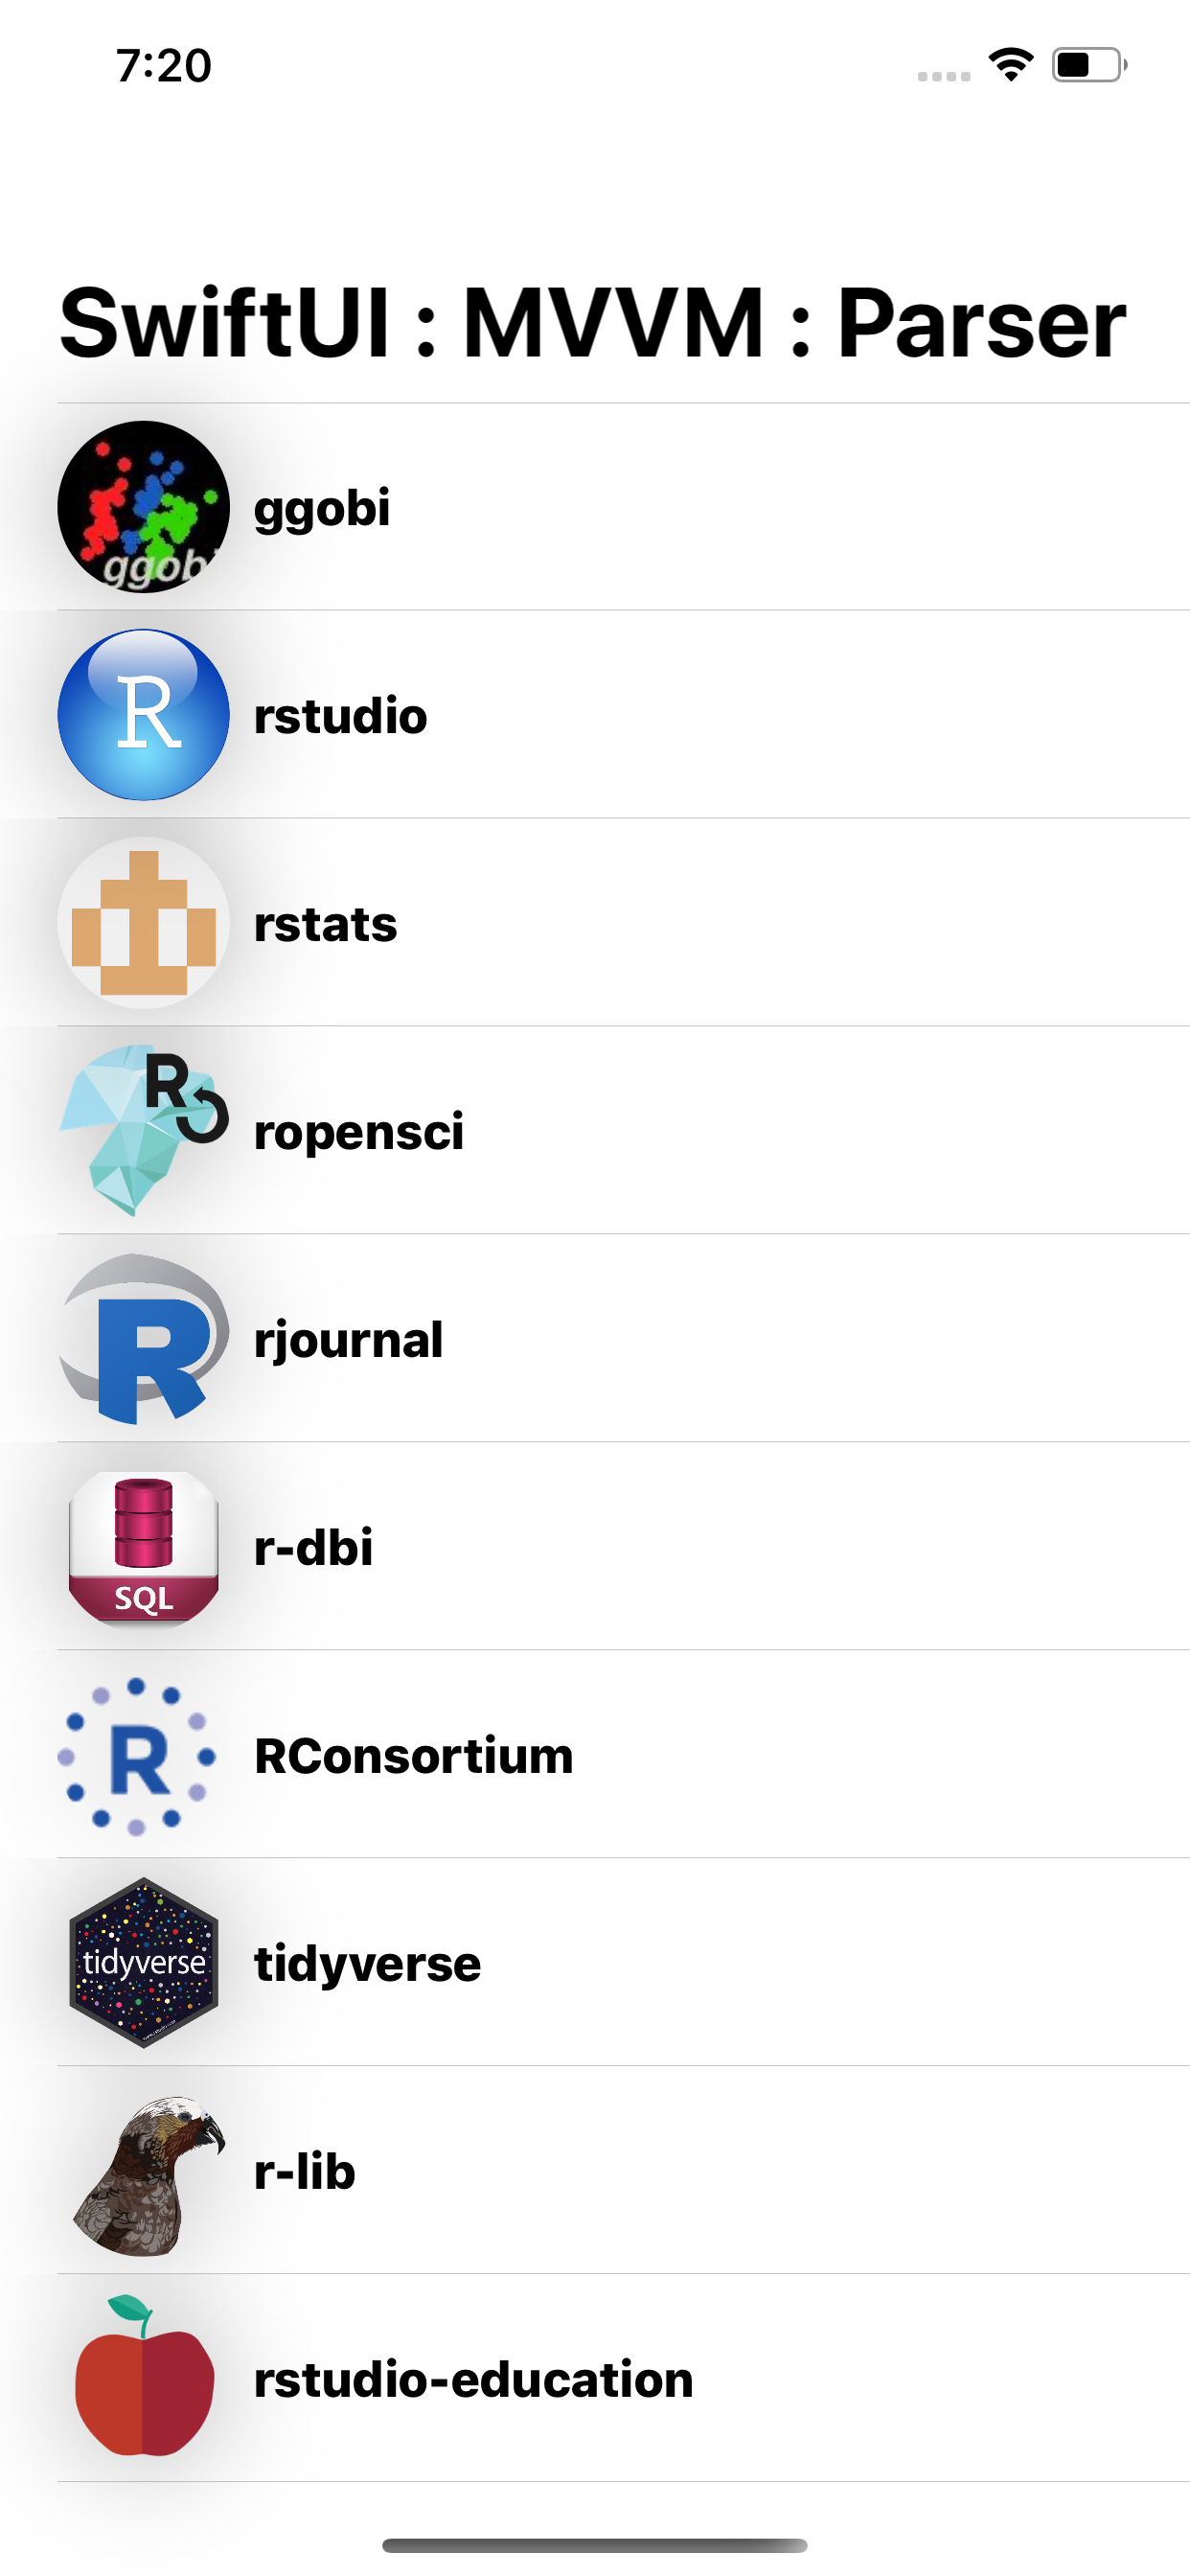 7:20
SwiftUI : MVVM : Parser
ggobi
ggobi
R
rstudio
rstats
R
ropensci
R
rjournal
SQL
r-dbi
R
RConsortium
tidyverse
tidyverse
r-lib
rstudio-education